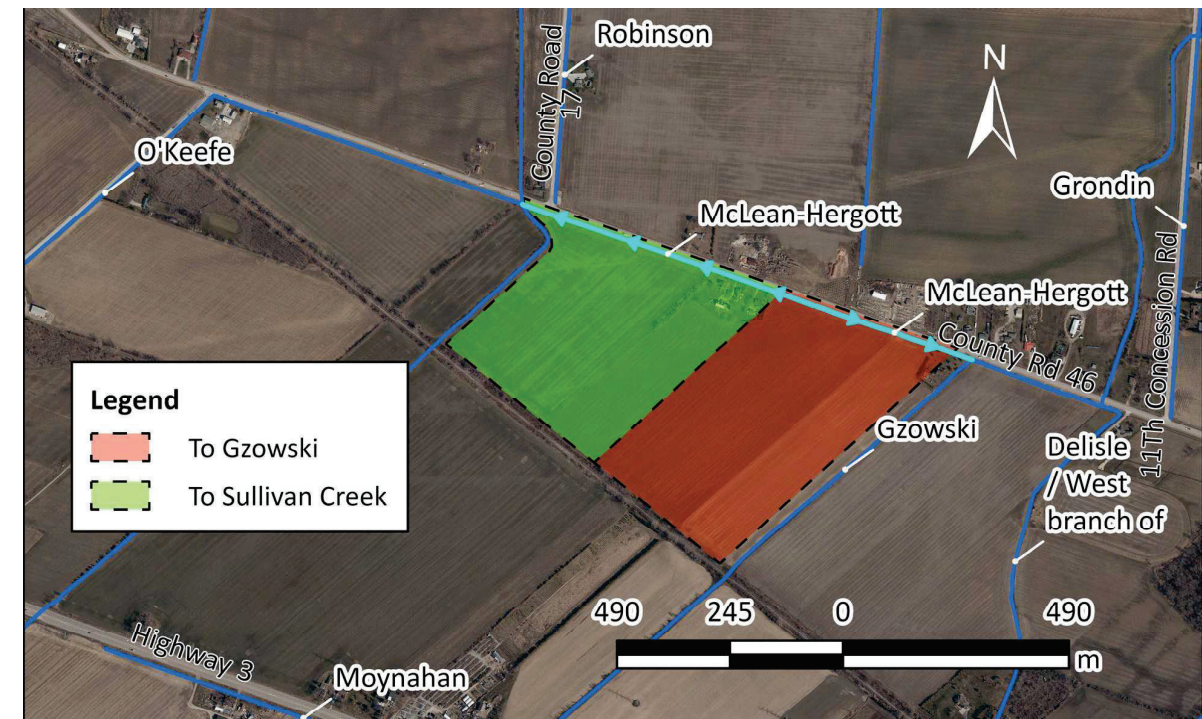 Robinson
County Road
17
N
O'Keefe
Grondin
McLean-Hergott
McLean-Hergott
County Rd 46
11Th Concession Rd
Legend
To Gzowski
To Sullivan Creek
Gzowski
Delisle
/ West
branch of
490 245 0 490
m
Highway 3
Moynahan